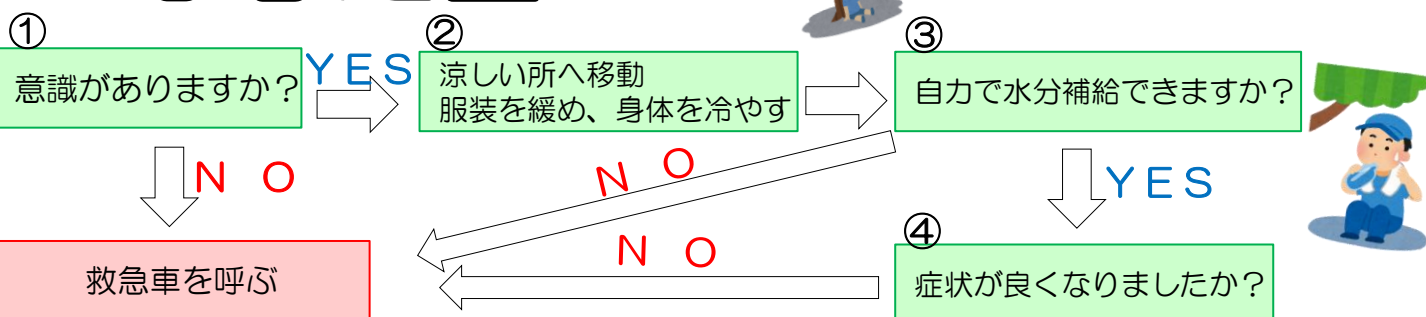 ①
意識がありますか？
ＹＥＳ
②
涼しい所へ移動
服装を緩め、身体を冷やす
③
自力で水分補給できますか？
ＮＯ
ＮＯ
ＹＥＳ
救急車を呼ぶ
ＮＯ
④
症状が良くなりましたか？